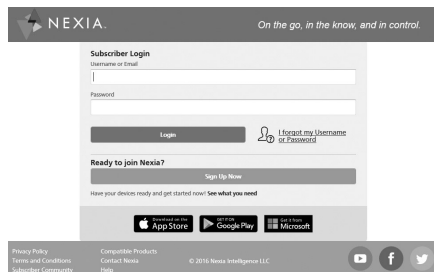 NEXIA.
On the go, in the know, and in control.
Subscriber Login
Username or Email
Password
Login
I forgot my Username
or Password
Ready to join Nexia?
Sign Up Now
Have your devices ready and get started now! See what you need
Download on the
App Store
GET IT ON
Google Play
Get it from
Microsoft
Privacy Policy
Terms and Conditions
Subscriber Community
Compatible Products
Contact Nexia
Help
© 2016 Nexia Intelligence LLC